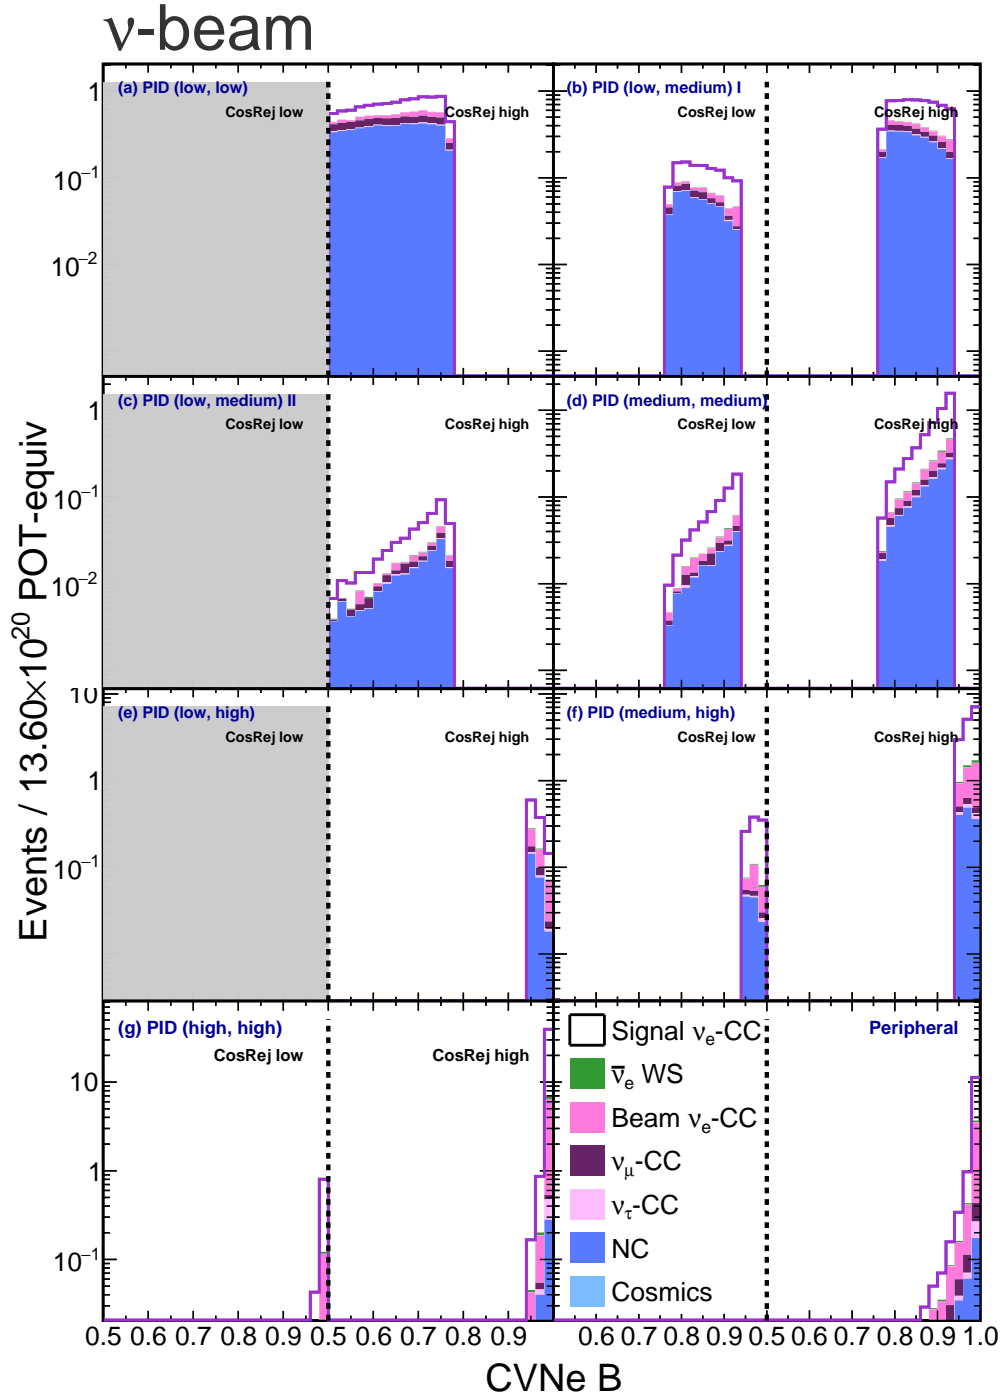 ν-beam
(a) PID (low, low)
CosRej low
CosRej high
(b) PID (low, medium) I
CosRej low
CosRej high
1
10⁻¹
10⁻²
(c) PID (low, medium) II
CosRej low
CosRej high
(d) PID (medium, medium)
CosRej low
CosRej high
1
10⁻¹
10⁻²
(e) PID (low, high)
CosRej low
CosRej high
(f) PID (medium, high)
CosRej low
CosRej high
10
1
10⁻¹
(g) PID (high, high)
CosRej low
CosRej high
Peripheral
10
1
10⁻¹
Signal νₑ-CC
ν̅ₑ WS
Beam νₑ-CC
ν_μ-CC
ν_τ-CC
NC
Cosmics
0.5 0.6 0.7 0.8 0.9 0.5 0.6 0.7 0.8 0.9 0.6 0.7 0.8 0.9 0.5 0.6 0.7 0.8 0.9 1.0
CVNe B
Events / 13.60×10²⁰ POT-equiv